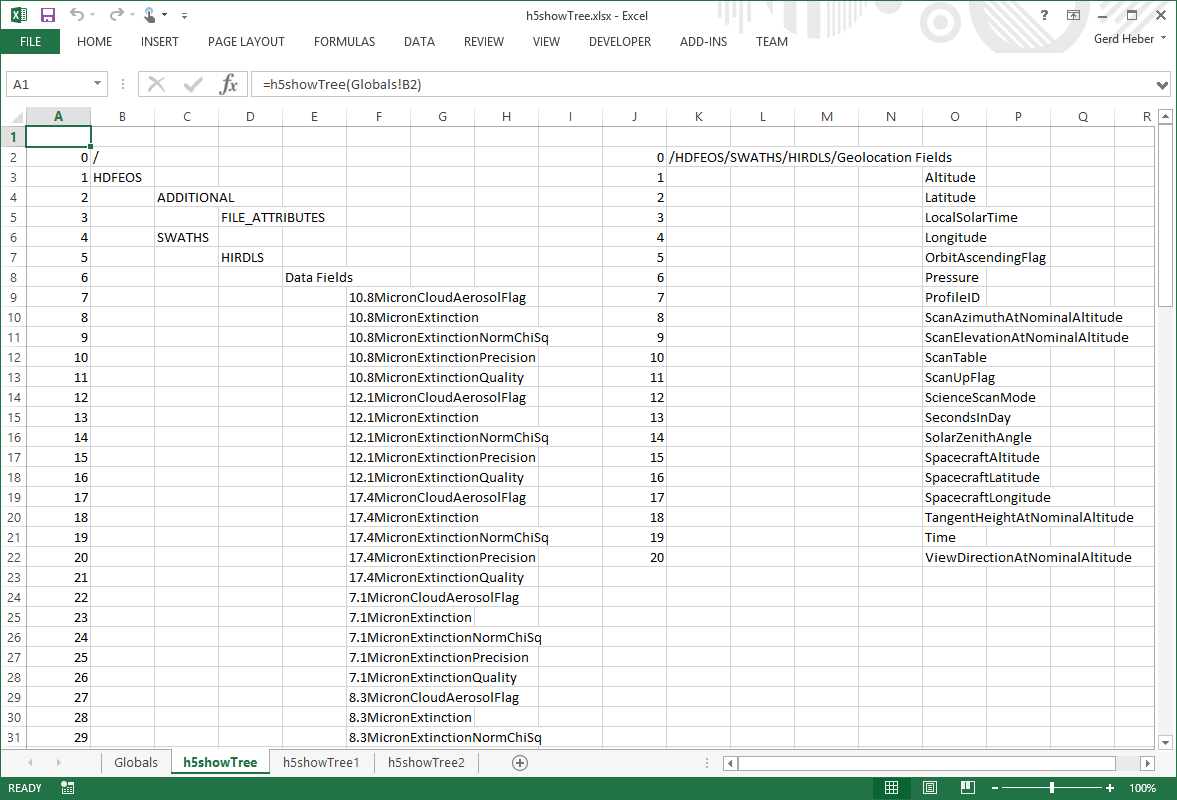 h5showTree.xlsx - Excel
?
FILE HOME INSERT PAGE LAYOUT FORMULAS DATA REVIEW VIEW DEVELOPER ADD-INS TEAM Gerd Heber
A1 fx =h5showTree(Globals!B2)
A B C D E F G H I J K L M N O P Q R
1
2 0 / 0 /HDFEOS/SWATHS/HIRDLS/Geolocation Fields
3 1 HDFEOS 1 Altitude
4 2 ADDITIONAL 2 Latitude
5 3 FILE_ATTRIBUTES 3 LocalSolarTime
6 4 SWATHS 4 Longitude
7 5 HIRDLS 5 OrbitAscendingFlag
8 6 Data Fields 6 Pressure
9 7 10.8MicronCloudAerosolFlag 7 ProfileID
10 8 10.8MicronExtinction 8 ScanAzimuthAtNominalAltitude
11 9 10.8MicronExtinctionNormChiSq 9 ScanElevationAtNominalAltitude
12 10 10.8MicronExtinctionPrecision 10 ScanTable
13 11 10.8MicronExtinctionQuality 11 ScanUpFlag
14 12 12.1MicronCloudAerosolFlag 12 ScienceScanMode
15 13 12.1MicronExtinction 13 SecondsInDay
16 14 12.1MicronExtinctionNormChiSq 14 SolarZenithAngle
17 15 12.1MicronExtinctionPrecision 15 SpacecraftAltitude
18 16 12.1MicronExtinctionQuality 16 SpacecraftLatitude
19 17 17.4MicronCloudAerosolFlag 17 SpacecraftLongitude
20 18 17.4MicronExtinction 18 TangentHeightAtNominalAltitude
21 19 17.4MicronExtinctionNormChiSq 19 Time
22 20 17.4MicronExtinctionPrecision 20 ViewDirectionAtNominalAltitude
23 21 17.4MicronExtinctionQuality
24 22 7.1MicronCloudAerosolFlag
25 23 7.1MicronExtinction
26 24 7.1MicronExtinctionNormChiSq
27 25 7.1MicronExtinctionPrecision
28 26 7.1MicronExtinctionQuality
29 27 8.3MicronCloudAerosolFlag
30 28 8.3MicronExtinction
31 29 8.3MicronExtinctionNormChiSq
Globals h5showTree h5showTree1 h5showTree2
READY 100%